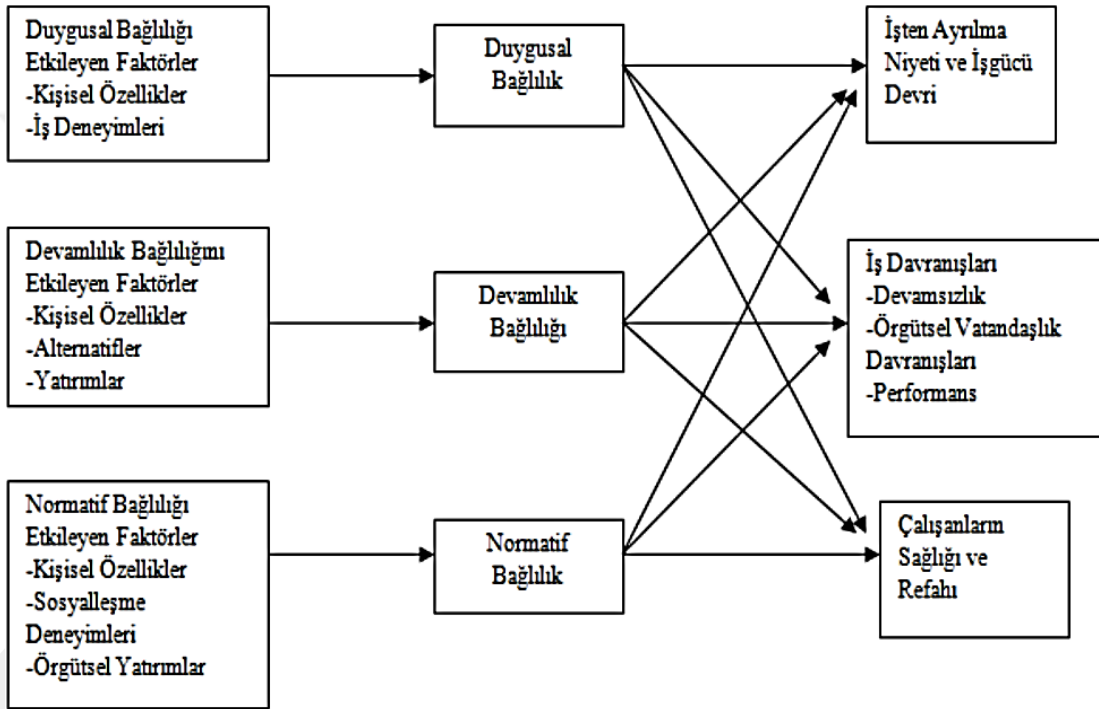 Duygusal Bağlılığı
Etkileyen Faktörler
-Kişisel Özellikler
-İş Deneyimleri
Duygusal
Bağlılık
İşten Ayrılma
Niyeti ve İşgücü
Devri
Devamlılık Bağlılığını
Etkileyen Faktörler
-Kişisel Özellikler
-Alternatifler
-Yatırımlar
Devamlılık
Bağlılığı
İş Davranışları
-Devamsızlık
-Örgütsel Vatandaşlık
Davranışları
-Performans
Normatif Bağlılığı
Etkileyen Faktörler
-Kişisel Özellikler
-Sosyalleşme
Deneyimleri
-Örgütsel Yatırımlar
Normatif
Bağlılık
Çalışanların
Sağlığı ve
Refahı